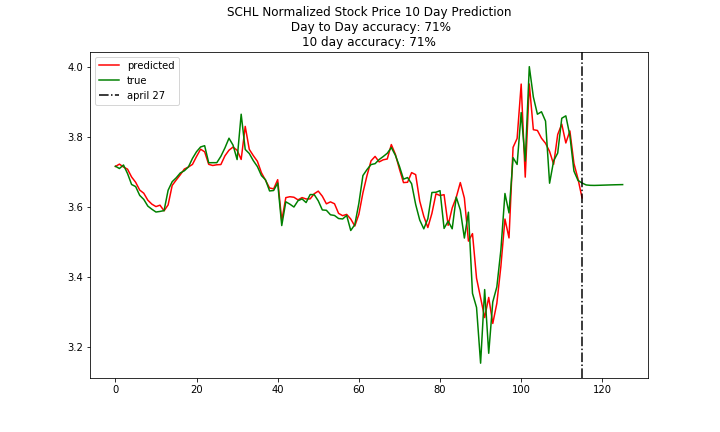 SCHL Normalized Stock Price 10 Day Prediction
Day to Day accuracy: 71%
10 day accuracy: 71%
predicted
true
april 27
4.0
3.8
3.6
3.4
3.2
0 20 40 60 80 100 120